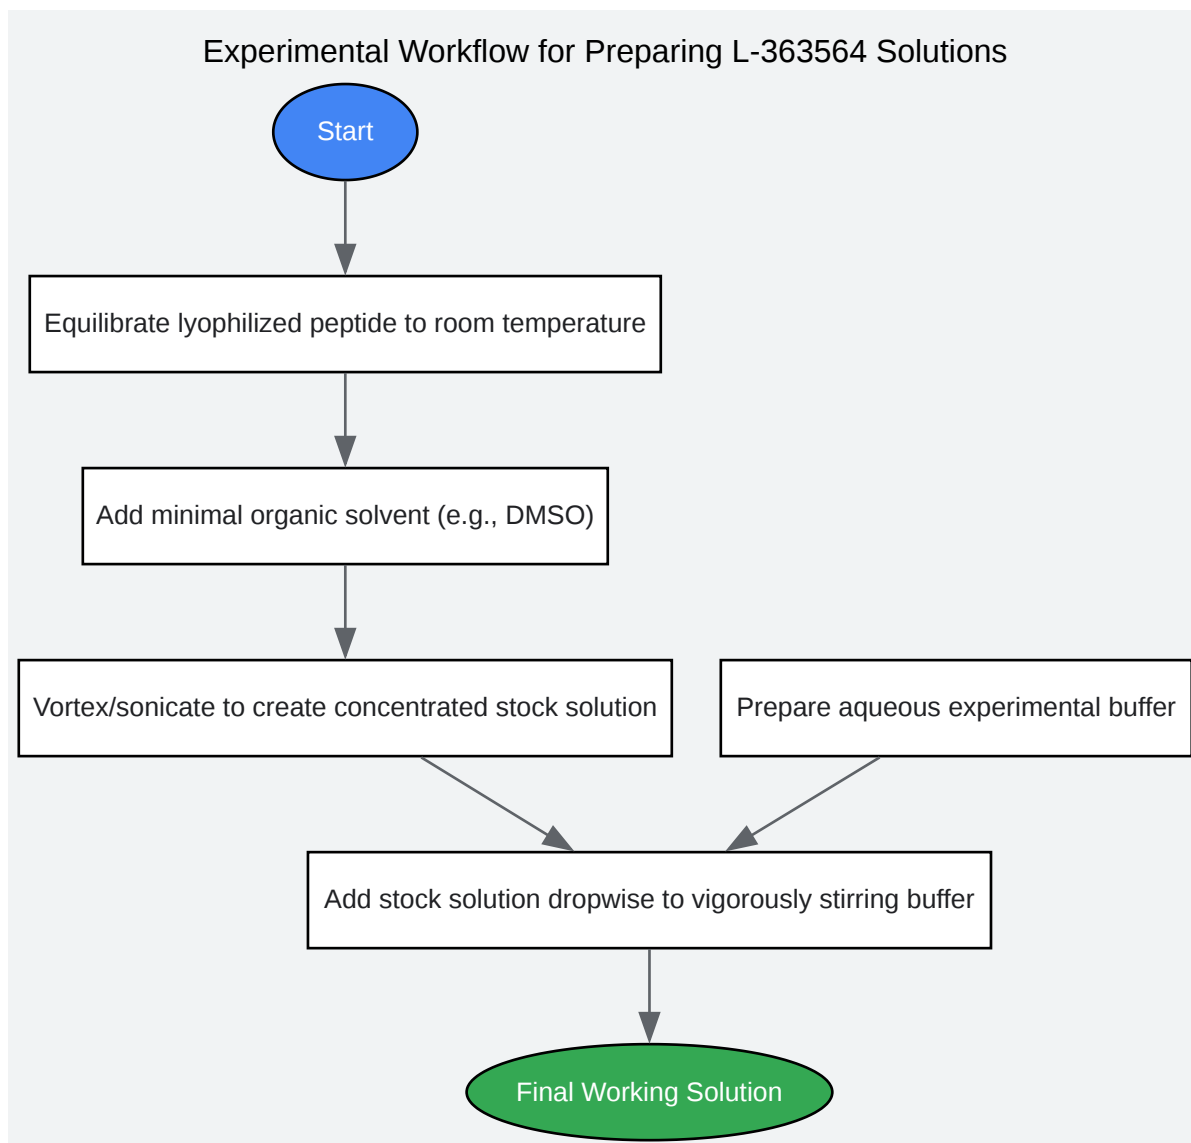 Experimental Workflow for Preparing L-363564 Solutions
Start
Equilibrate lyophilized peptide to room temperature
Add minimal organic solvent (e.g., DMSO)
Vortex/sonicate to create concentrated stock solution
Prepare aqueous experimental buffer
Add stock solution dropwise to vigorously stirring buffer
Final Working Solution